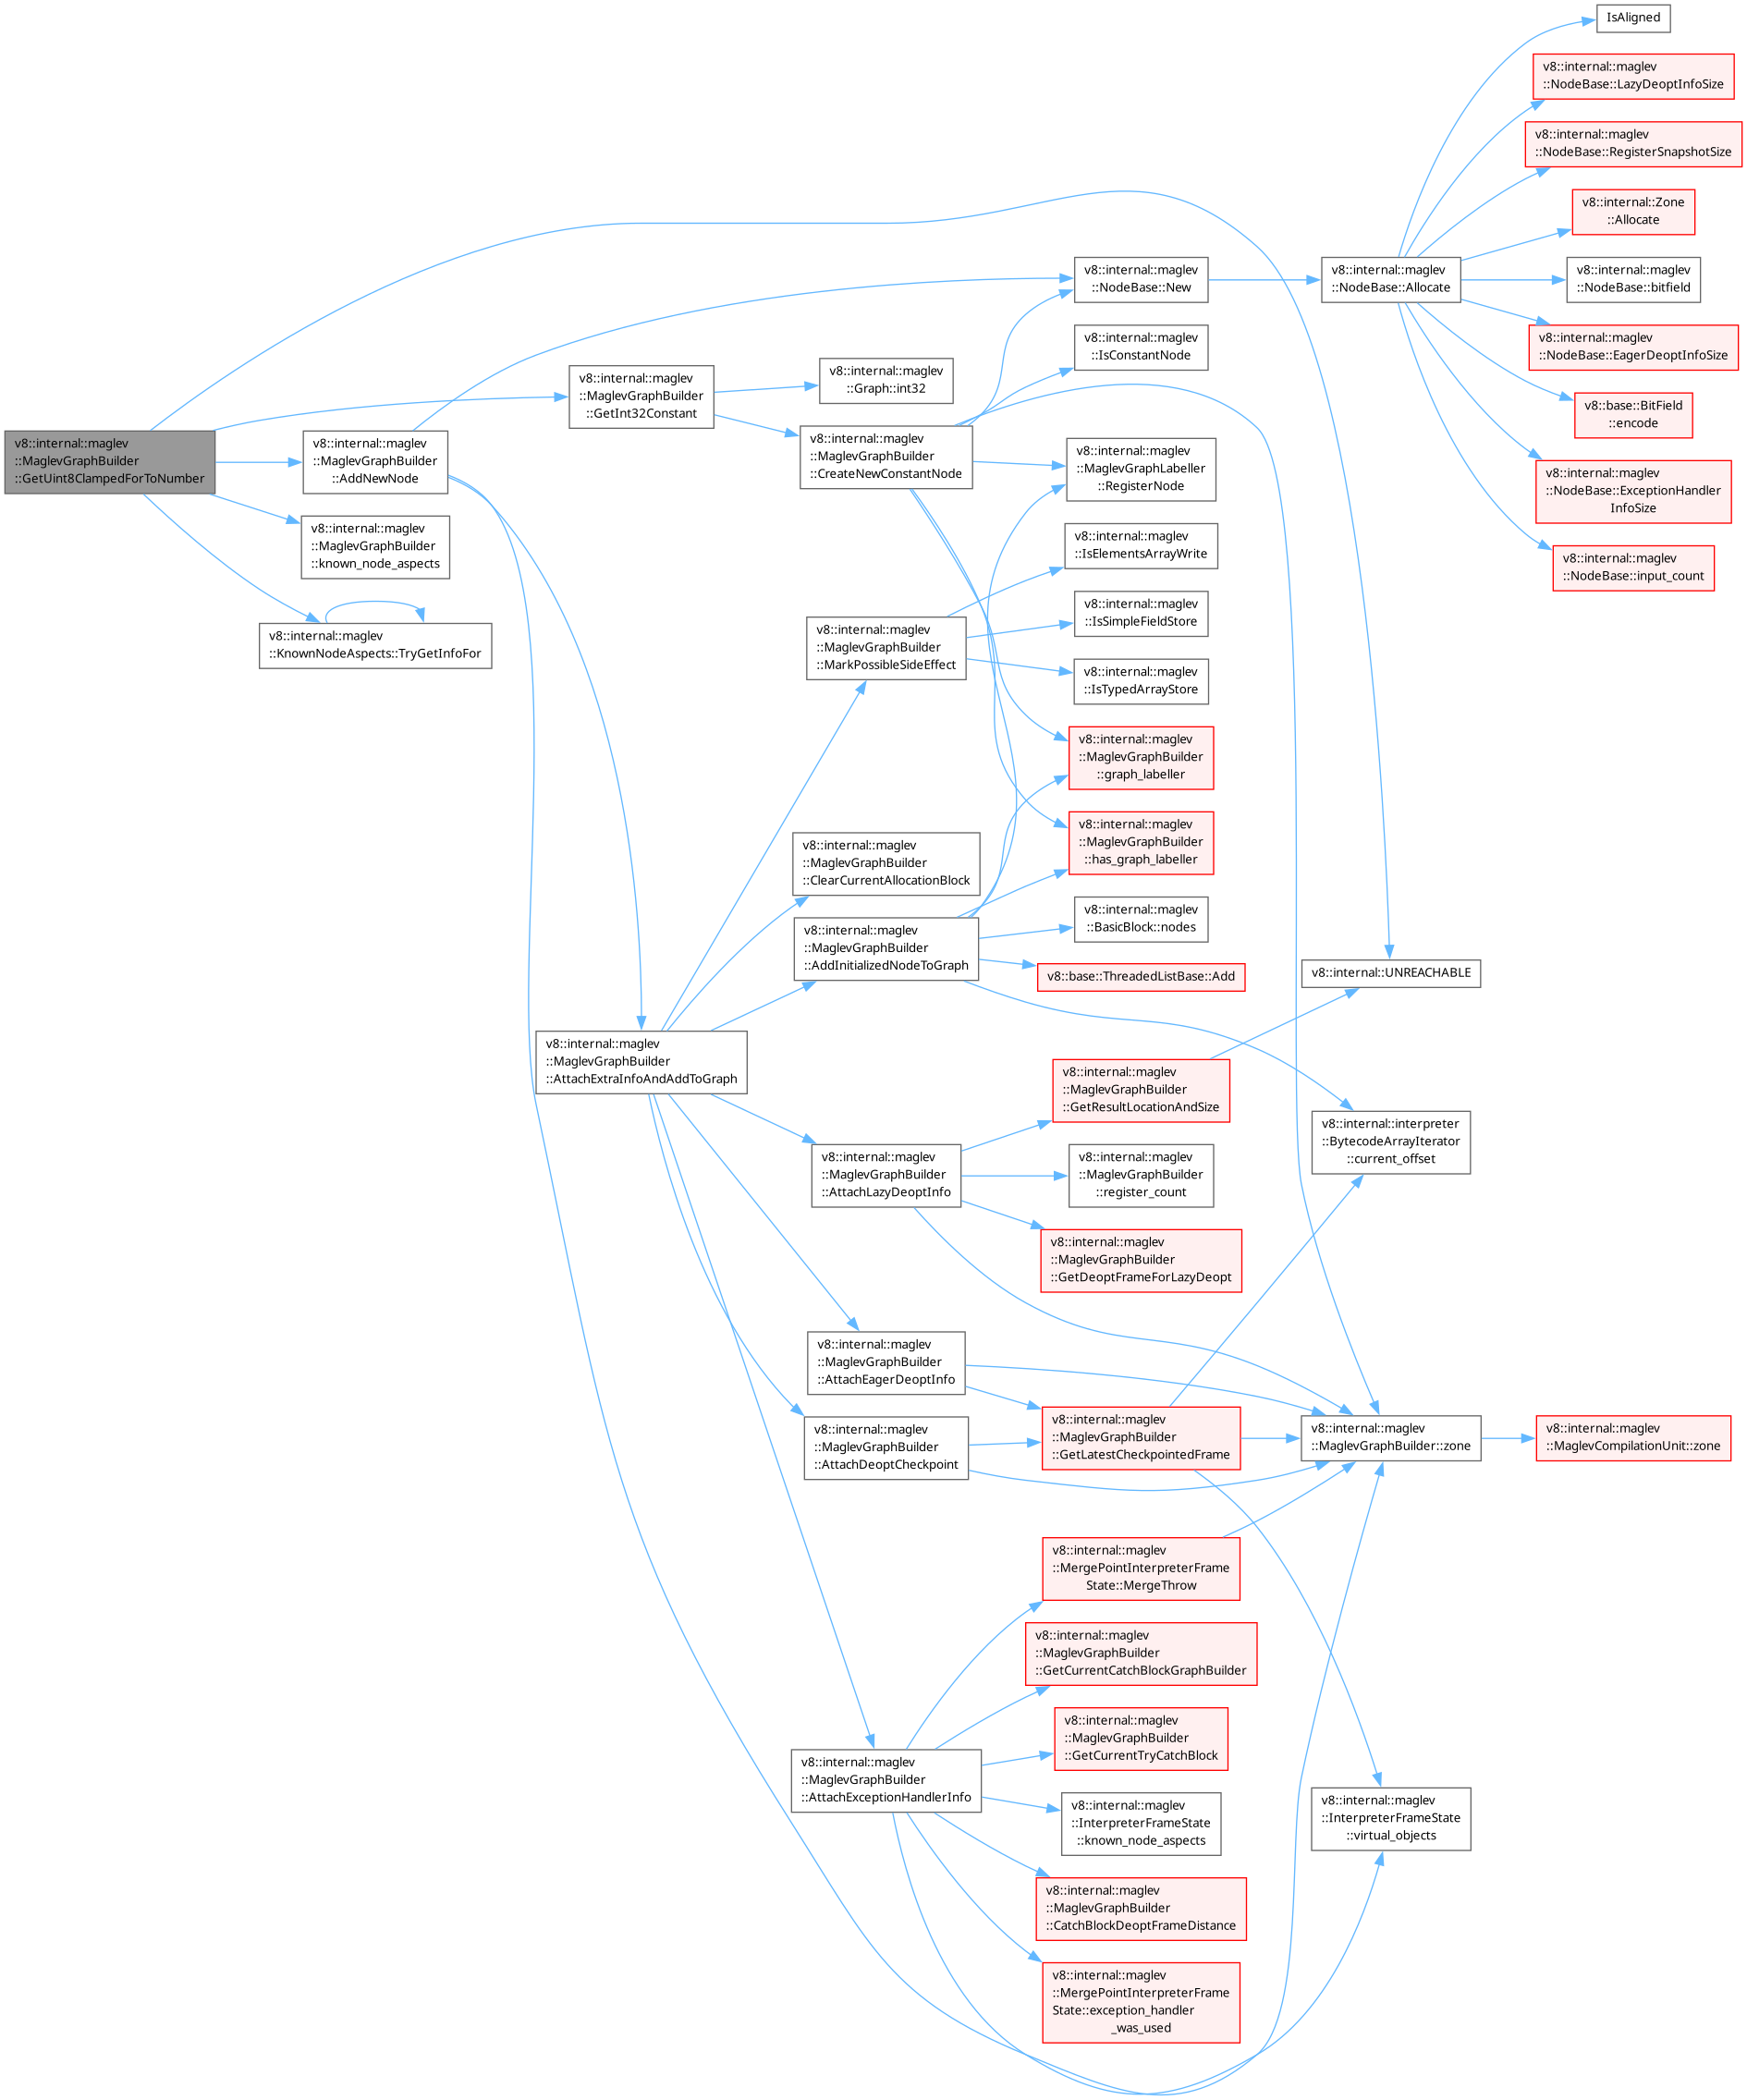 v8::internal::maglev
::MaglevGraphBuilder
::GetUint8ClampedForToNumber
v8::internal::maglev
::MaglevGraphBuilder
::AddNewNode
v8::internal::maglev
::MaglevGraphBuilder
::known_node_aspects
v8::internal::maglev
::KnownNodeAspects::TryGetInfoFor
v8::internal::maglev
::MaglevGraphBuilder
::GetInt32Constant
v8::internal::maglev
::MaglevGraphBuilder
::AttachExtraInfoAndAddToGraph
v8::internal::maglev
::Graph::int32
v8::internal::maglev
::MaglevGraphBuilder
::CreateNewConstantNode
v8::internal::maglev
::MaglevGraphBuilder
::MarkPossibleSideEffect
v8::internal::maglev
::MaglevGraphBuilder
::ClearCurrentAllocationBlock
v8::internal::maglev
::MaglevGraphBuilder
::AddInitializedNodeToGraph
v8::internal::maglev
::MaglevGraphBuilder
::AttachLazyDeoptInfo
v8::internal::maglev
::MaglevGraphBuilder
::AttachEagerDeoptInfo
v8::internal::maglev
::MaglevGraphBuilder
::AttachDeoptCheckpoint
v8::internal::maglev
::MaglevGraphBuilder
::AttachExceptionHandlerInfo
v8::internal::maglev
::NodeBase::New
v8::internal::maglev
::IsConstantNode
v8::internal::maglev
::MaglevGraphLabeller
::RegisterNode
v8::internal::maglev
::IsElementsArrayWrite
v8::internal::maglev
::IsSimpleFieldStore
v8::internal::maglev
::IsTypedArrayStore
v8::internal::maglev
::MaglevGraphBuilder
::graph_labeller
v8::internal::maglev
::MaglevGraphBuilder
::has_graph_labeller
v8::internal::maglev
::BasicBlock::nodes
v8::base::ThreadedListBase::Add
v8::internal::maglev
::MaglevGraphBuilder
::GetResultLocationAndSize
v8::internal::maglev
::MaglevGraphBuilder
::register_count
v8::internal::maglev
::MaglevGraphBuilder
::GetDeoptFrameForLazyDeopt
v8::internal::maglev
::MaglevGraphBuilder
::GetLatestCheckpointedFrame
v8::internal::maglev
::MergePointInterpreterFrame
State::MergeThrow
v8::internal::maglev
::MaglevGraphBuilder
::GetCurrentCatchBlockGraphBuilder
v8::internal::maglev
::MaglevGraphBuilder
::GetCurrentTryCatchBlock
v8::internal::maglev
::InterpreterFrameState
::known_node_aspects
v8::internal::maglev
::MaglevGraphBuilder
::CatchBlockDeoptFrameDistance
v8::internal::maglev
::MergePointInterpreterFrame
State::exception_handler
_was_used
v8::internal::maglev
::NodeBase::Allocate
v8::internal::UNREACHABLE
v8::internal::interpreter
::BytecodeArrayIterator
::current_offset
v8::internal::maglev
::MaglevGraphBuilder::zone
v8::internal::maglev
::InterpreterFrameState
::virtual_objects
IsAligned
v8::internal::maglev
::NodeBase::LazyDeoptInfoSize
v8::internal::maglev
::NodeBase::RegisterSnapshotSize
v8::internal::Zone
::Allocate
v8::internal::maglev
::NodeBase::bitfield
v8::internal::maglev
::NodeBase::EagerDeoptInfoSize
v8::base::BitField
::encode
v8::internal::maglev
::NodeBase::ExceptionHandler
InfoSize
v8::internal::maglev
::NodeBase::input_count
v8::internal::maglev
::MaglevCompilationUnit::zone